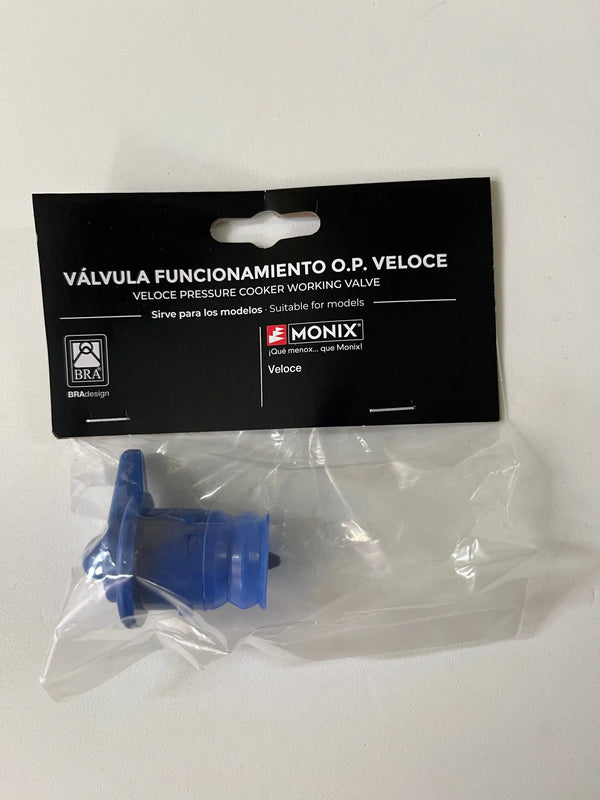 VÁLVULA FUNCIONAMIENTO O.P. VELOCE
VELOCE PRESSURE COOKER WORKING VALVE
Sirve para los modelos · Suitable for models
BRA®
BRAdesign
MONIX®
¡Qué menox... que Monix!
Veloce